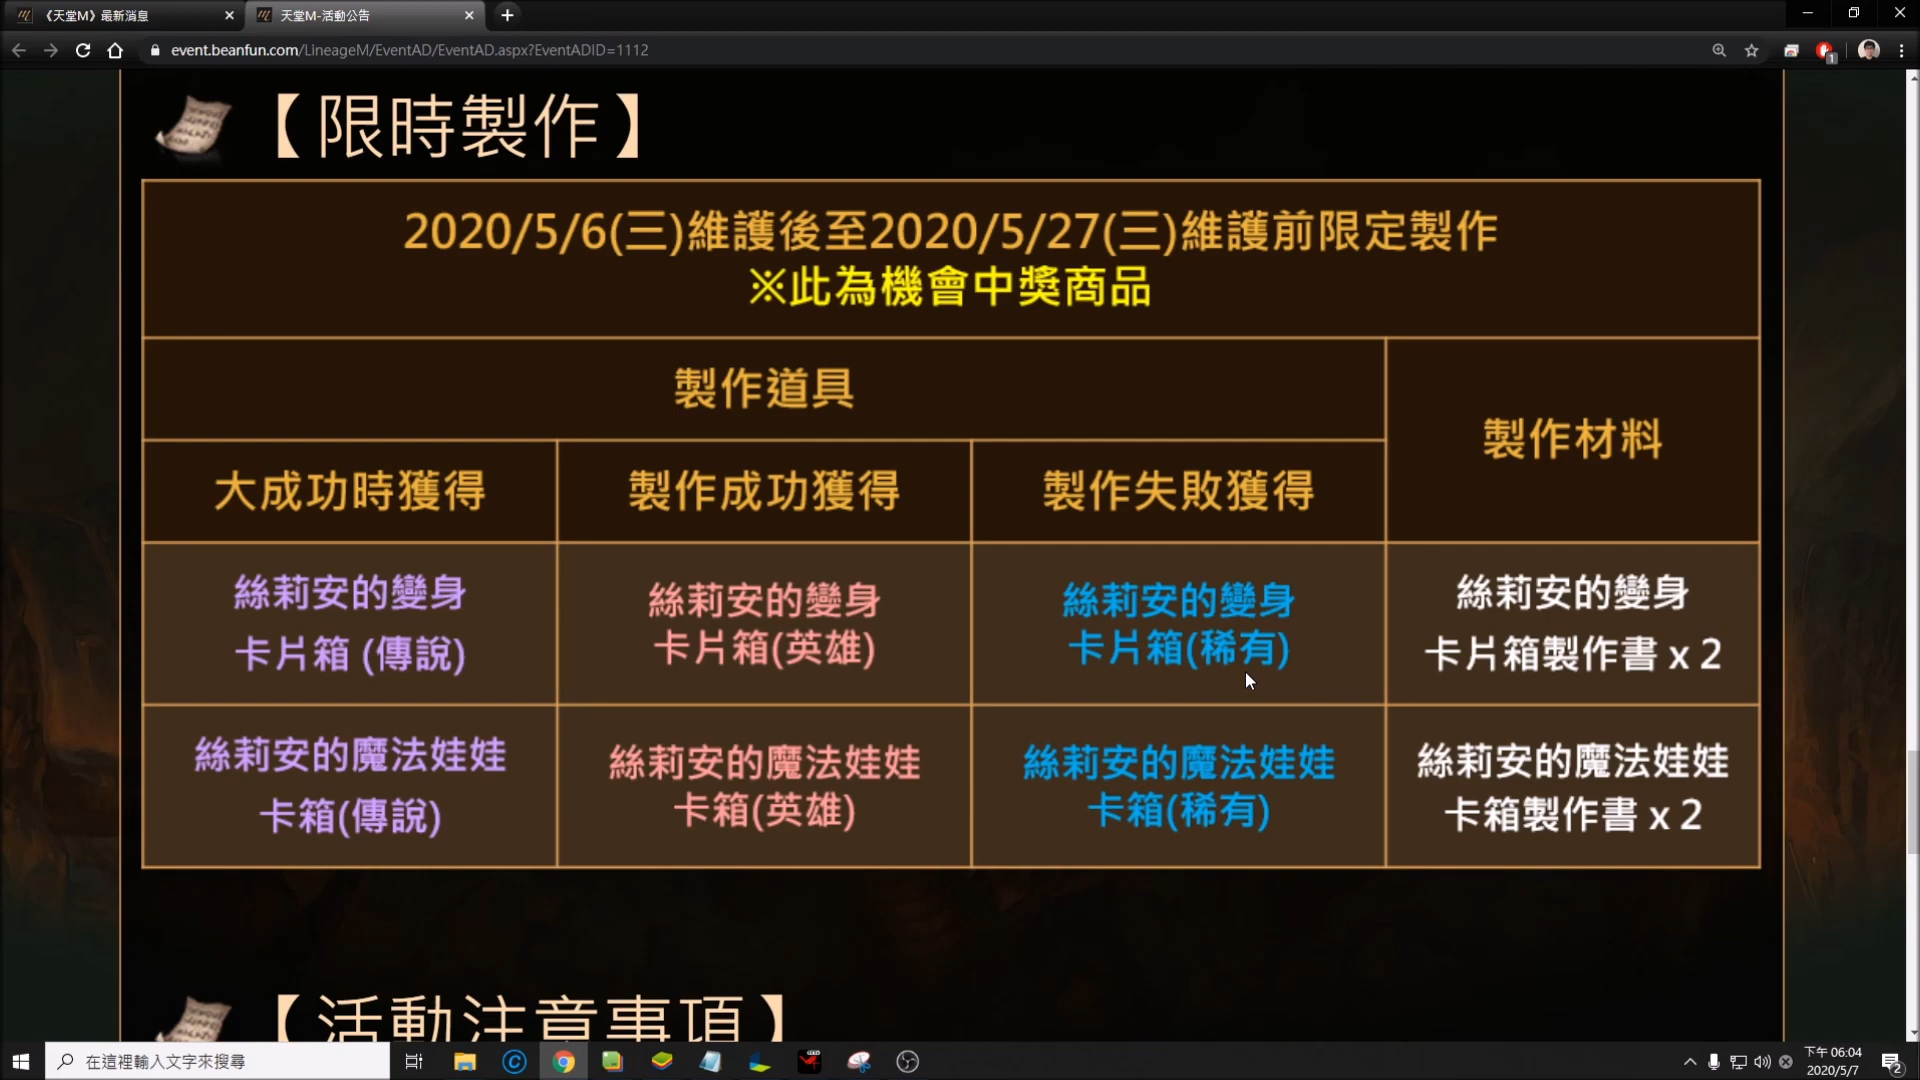 《天堂M》最新消息
天堂M-活動公告
event.beanfun.com/LineageM/EventAD/EventAD.aspx?EventADID=1112
1
【限時製作】
2020/5/6(三)維護後至2020/5/27(三)維護前限定製作
※此為機會中獎商品
製作道具
製作材料
大成功時獲得
製作成功獲得
製作失敗獲得
絲莉安的變身
卡片箱 (傳說)
絲莉安的變身
卡片箱(英雄)
絲莉安的變身
卡片箱(稀有)
絲莉安的變身
卡片箱製作書 x 2
絲莉安的魔法娃娃
卡箱(傳說)
絲莉安的魔法娃娃
卡箱(英雄)
絲莉安的魔法娃娃
卡箱(稀有)
絲莉安的魔法娃娃
卡箱製作書 x 2
【活動注意事項】
在這裡輸入文字來搜尋
下午 06:04
2020/5/7
2